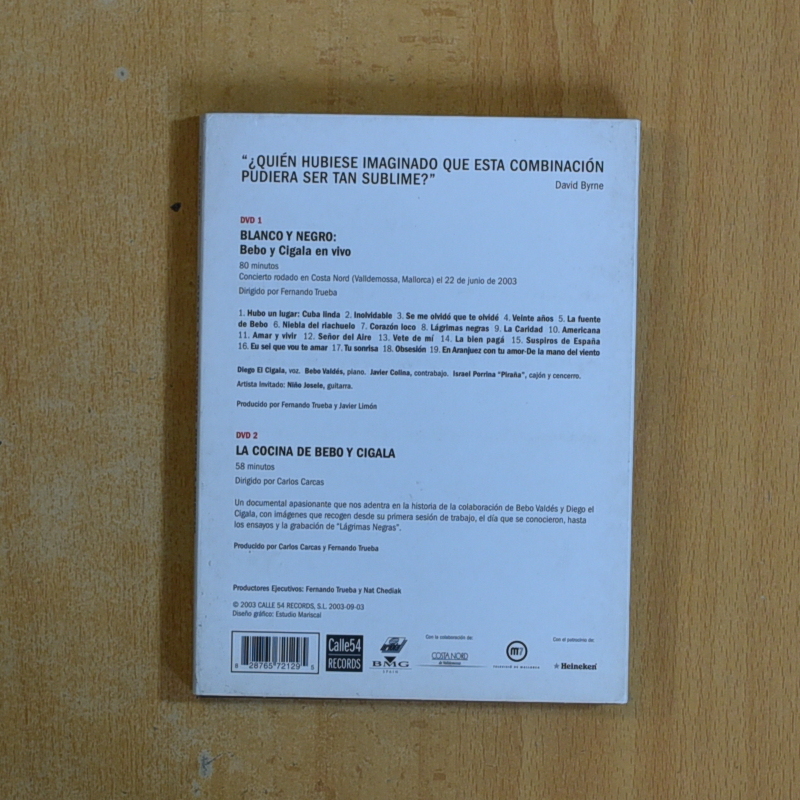 “¿QUIÉN HUBIESE IMAGINADO QUE ESTA COMBINACIÓN
PUDIERA SER TAN SUBLIME?”
David Byrne
DVD 1
BLANCO Y NEGRO:
Bebo y Cigala en vivo
80 minutos
Concierto rodado en Costa Nord (Valldemossa, Mallorca) el 22 de junio de 2003
Dirigido por Fernando Trueba
1. Hubo un lugar: Cuba linda 2. Inolvidable 3. Se me olvidó que te olvidé 4. Veinte años 5. La fuente
de Bebo 6. Niebla del riachuelo 7. Corazón loco 8. Lágrimas negras 9. La Caridad 10. Americana
11. Amar y vivir 12. Señor del Aire 13. Vete de mí 14. La bien pagá 15. Suspiros de España
16. Eu sei que vou te amar 17. Tu sonrisa 18. Obsesión 19. En Aranjuez con tu amor-De la mano del viento
Diego El Cigala, voz. Bebo Valdés, piano. Javier Colina, contrabajo. Israel Porrina “Piraña”, cajón y cencerro.
Artista Invitado: Niño Josele, guitarra.
Producido por Fernando Trueba y Javier Limón
DVD 2
LA COCINA DE BEBO Y CIGALA
58 minutos
Dirigido por Carlos Carcas
Un documental apasionante que nos adentra en la historia de la colaboración de Bebo Valdés y Diego el
Cigala, con imágenes que recogen desde su primera sesión de trabajo, el día que se conocieron, hasta
los ensayos y la grabación de “Lágrimas Negras”.
Producido por Carlos Carcas y Fernando Trueba
Productores Ejecutivos: Fernando Trueba y Nat Chediak
© 2003 CALLE 54 RECORDS, S.L. 2003-09-03
Diseño gráfico: Estudio Mariscal
Con la colaboración de:
Con el patrocinio de:
8 28765 72129 5
Calle54
RECORDS
BMG
SPAIN
COSTA NORD
m7
Heineken